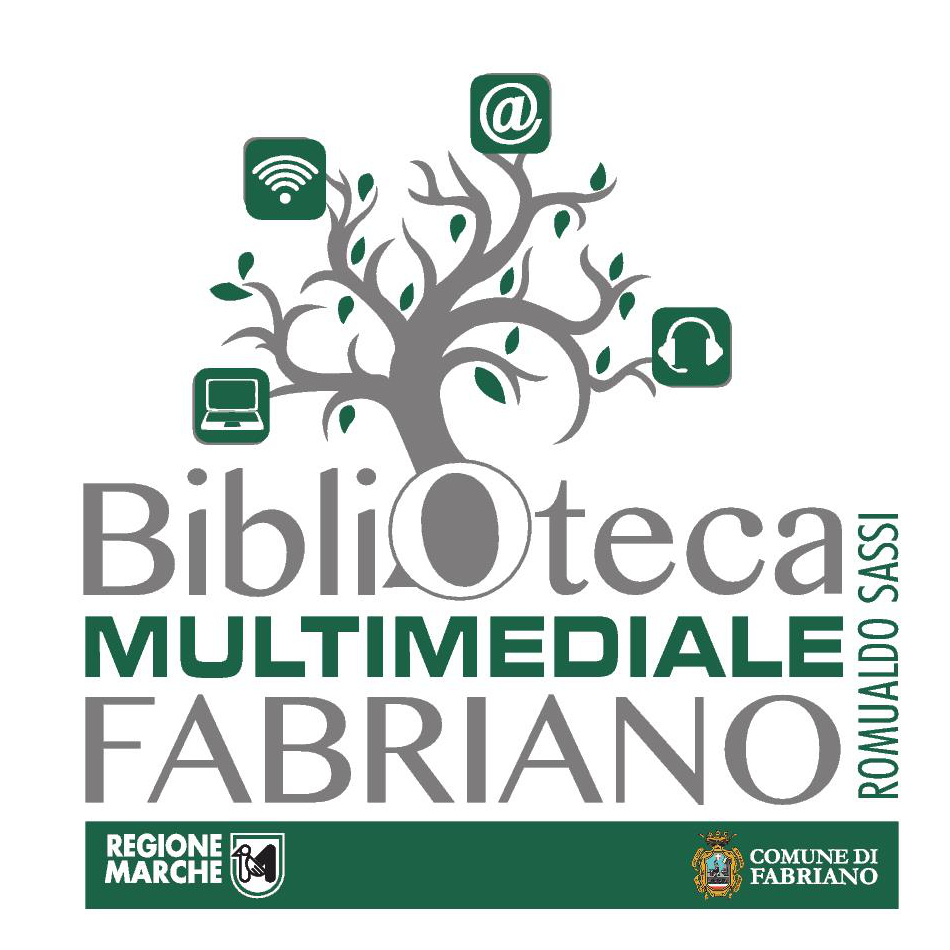 @
BibliOteca
MULTIMEDIALE
FABRIANO
ROMUALDO SASSI
REGIONE
MARCHE
COMUNE DI
FABRIANO